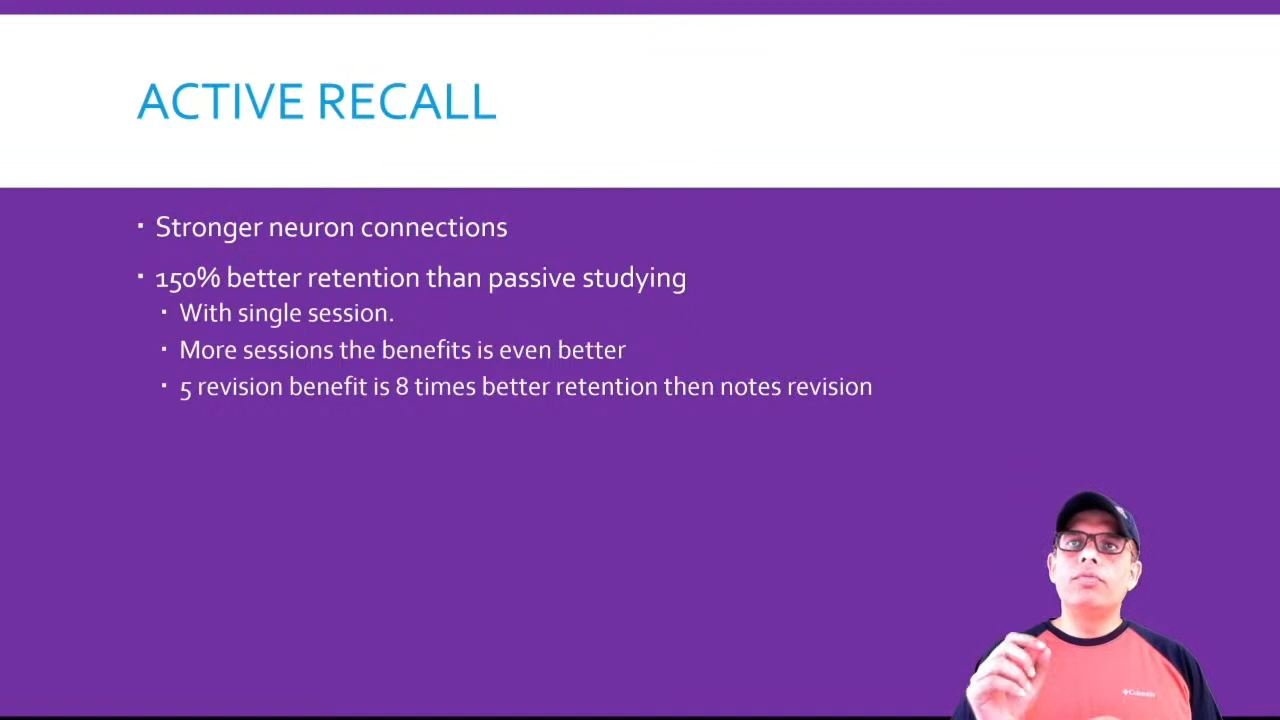 ACTIVE RECALL
▪ Stronger neuron connections
▪ 150% better retention than passive studying
▪ With single session.
▪ More sessions the benefits is even better
▪ 5 revision benefit is 8 times better retention then notes revision
Columbia